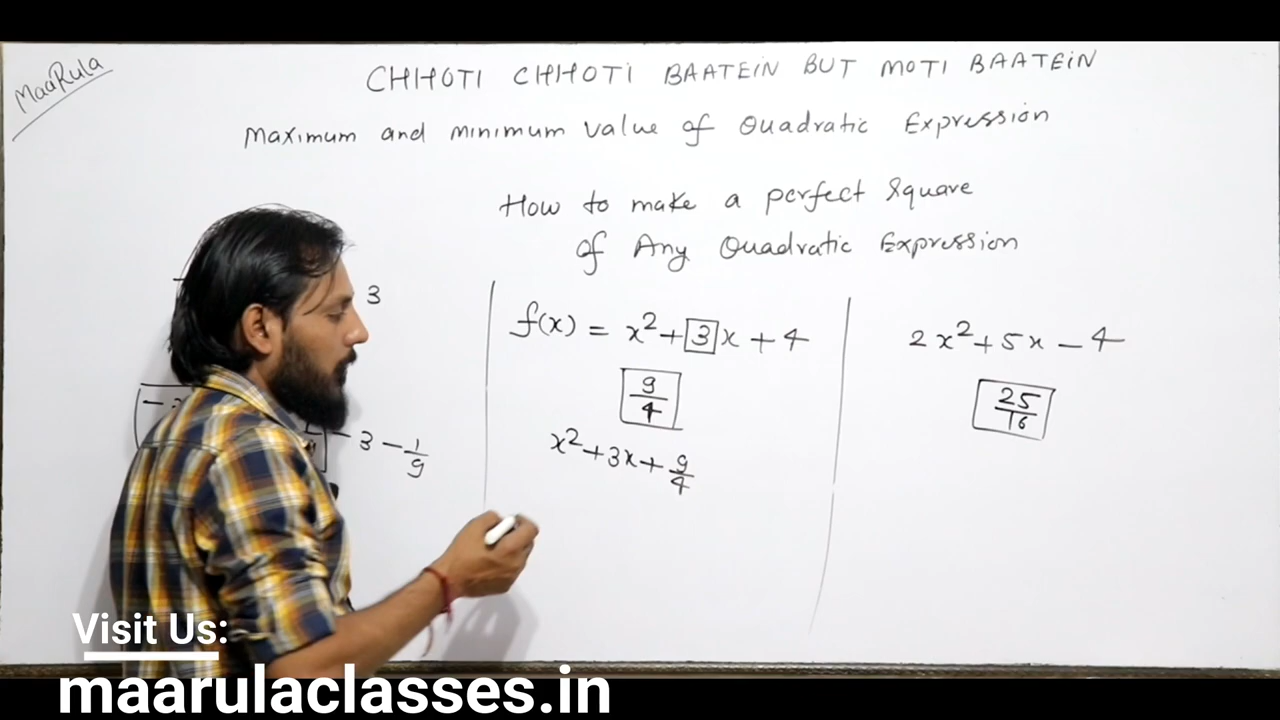 MaaRula
CHHOTI CHHOTI BAATEIN BUT MOTI BAATEIN
Maximum and minimum value of Quadratic Expression
How to make a perfect Square
of Any Quadratic Expression
3
- 3 - 1/9
f(x) = x² + 3x + 4
9/4
x² + 3x + 9/4
2x² + 5x - 4
25/16
Visit Us:
maarulaclasses.in